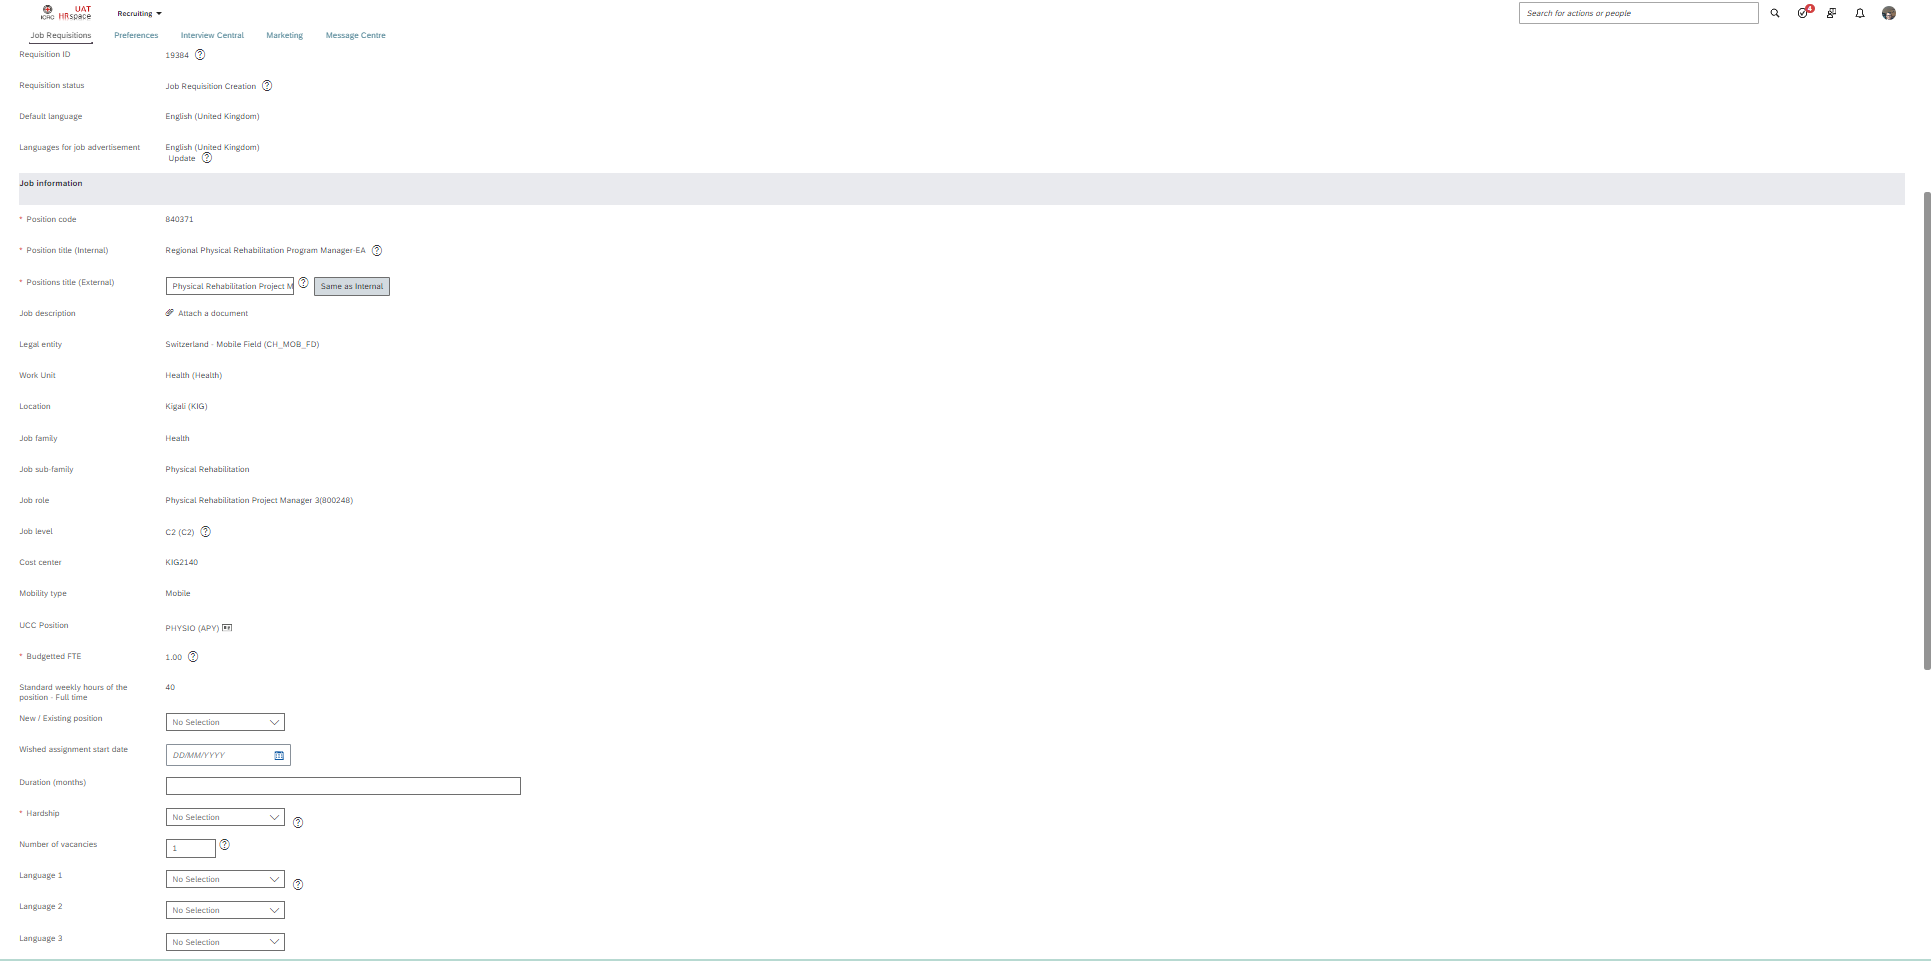 ICRC
UAT
HRspace
Recruiting
Search for actions or people
4
Job Requisitions
Preferences
Interview Central
Marketing
Message Centre
Requisition ID
19384
Requisition status
Job Requisition Creation
Default language
English (United Kingdom)
Languages for job advertisement
English (United Kingdom)
Update
Job information
* Position code
840371
* Position title (Internal)
Regional Physical Rehabilitation Program Manager-EA
* Positions title (External)
Physical Rehabilitation Project M
Same as Internal
Job description
Attach a document
Legal entity
Switzerland - Mobile Field (CH_MOB_FD)
Work Unit
Health (Health)
Location
Kigali (KIG)
Job family
Health
Job sub-family
Physical Rehabilitation
Job role
Physical Rehabilitation Project Manager 3(800248)
Job level
C2 (C2)
Cost center
KIG2140
Mobility type
Mobile
UCC Position
PHYSIO (APY)
* Budgetted FTE
1.00
Standard weekly hours of the
position - Full time
40
New / Existing position
No Selection
Wished assignment start date
DD/MM/YYYY
Duration (months)
* Hardship
No Selection
Number of vacancies
1
Language 1
No Selection
Language 2
No Selection
Language 3
No Selection